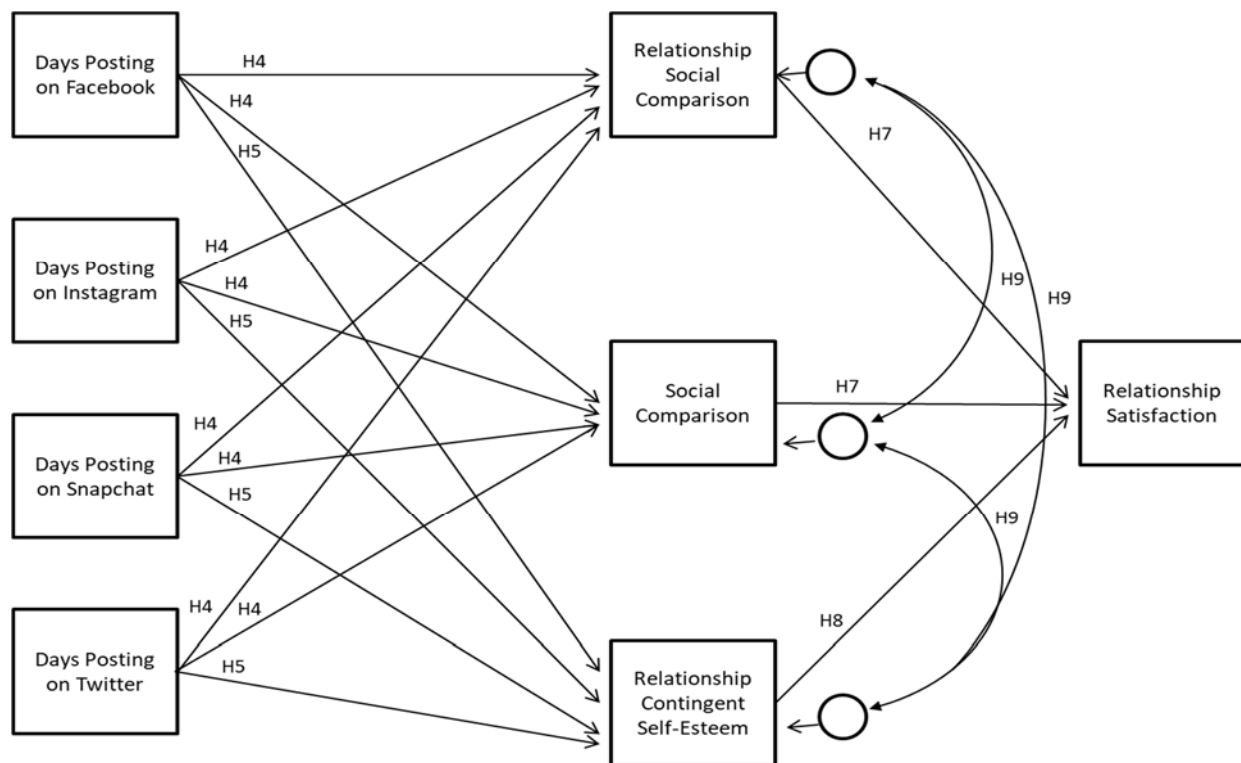 Days Posting
on Facebook
H4
H4
H5
Relationship
Social
Comparison
H7
Days Posting
on Instagram
H4
H4
H5
H9
H9
Social
Comparison
H7
Relationship
Satisfaction
Days Posting
on Snapchat
H4
H4
H5
H9
Days Posting
on Twitter
H4
H4
H5
Relationship
Contingent
Self-Esteem
H8